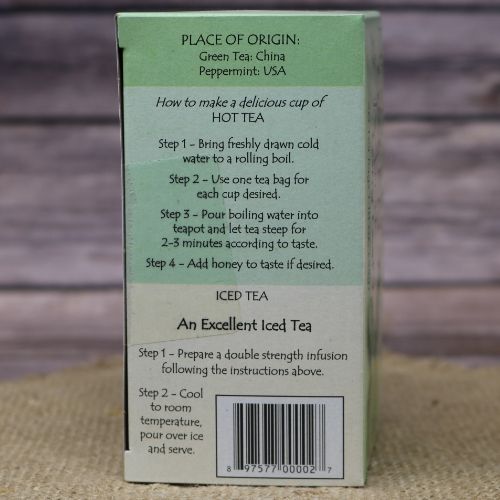 PLACE OF ORIGIN:
Green Tea: China
Peppermint: USA
How to make a delicious cup of
HOT TEA
Step 1 - Bring freshly drawn cold
water to a rolling boil.
Step 2 - Use one tea bag for
each cup desired.
Step 3 - Pour boiling water into
teapot and let tea steep for
2-3 minutes according to taste.
Step 4 - Add honey to taste if desired.
ICED TEA
An Excellent Iced Tea
Step 1 - Prepare a double strength infusion
following the instructions above.
Step 2 - Cool
to room
temperature,
pour over ice
and serve.
8 97577 00002 7